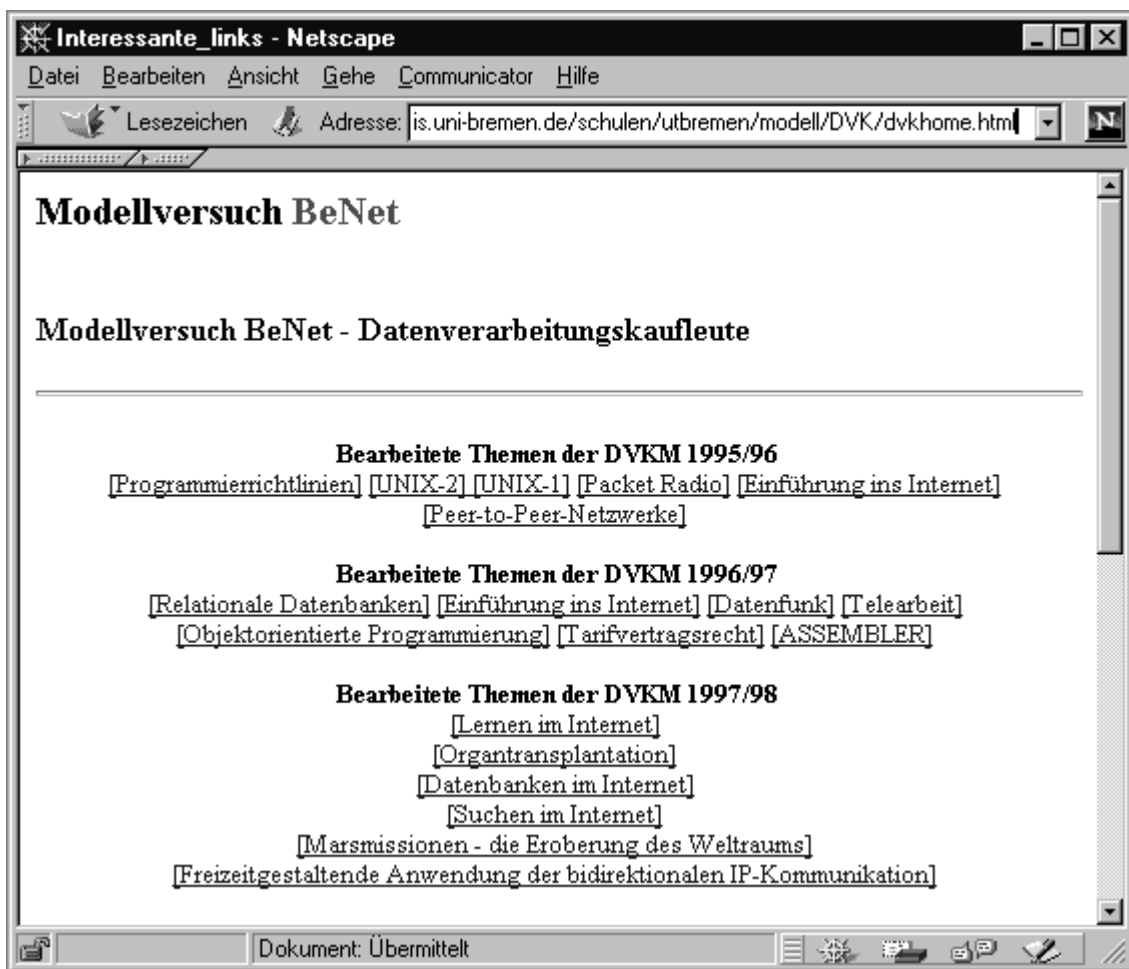 Interessante_links - Netscape
Datei Bearbeiten Ansicht Gehe Communicator Hilfe
Lesezeichen Adresse: is.uni-bremen.de/schulen/utbremen/modell/DVK/dvkhome.html N
Modellversuch BeNet
Modellversuch BeNet - Datenverarbeitungskaufleute
Bearbeitete Themen der DVKM 1995/96
[Programmierrichtlinien] [UNIX-2] [UNIX-1] [Packet Radio] [Einführung ins Internet]
[Peer-to-Peer-Netzwerke]
Bearbeitete Themen der DVKM 1996/97
[Relationale Datenbanken] [Einführung ins Internet] [Datenfunk] [Telearbeit]
[Objektorientierte Programmierung] [Tarifvertragsrecht] [ASSEMBLER]
Bearbeitete Themen der DVKM 1997/98
[Lernen im Internet]
[Organtransplantation]
[Datenbanken im Internet]
[Suchen im Internet]
[Marsmissionen - die Eroberung des Weltraums]
[Freizeitgestaltende Anwendung der bidirektionalen IP-Kommunikation]
Dokument: Übermittelt